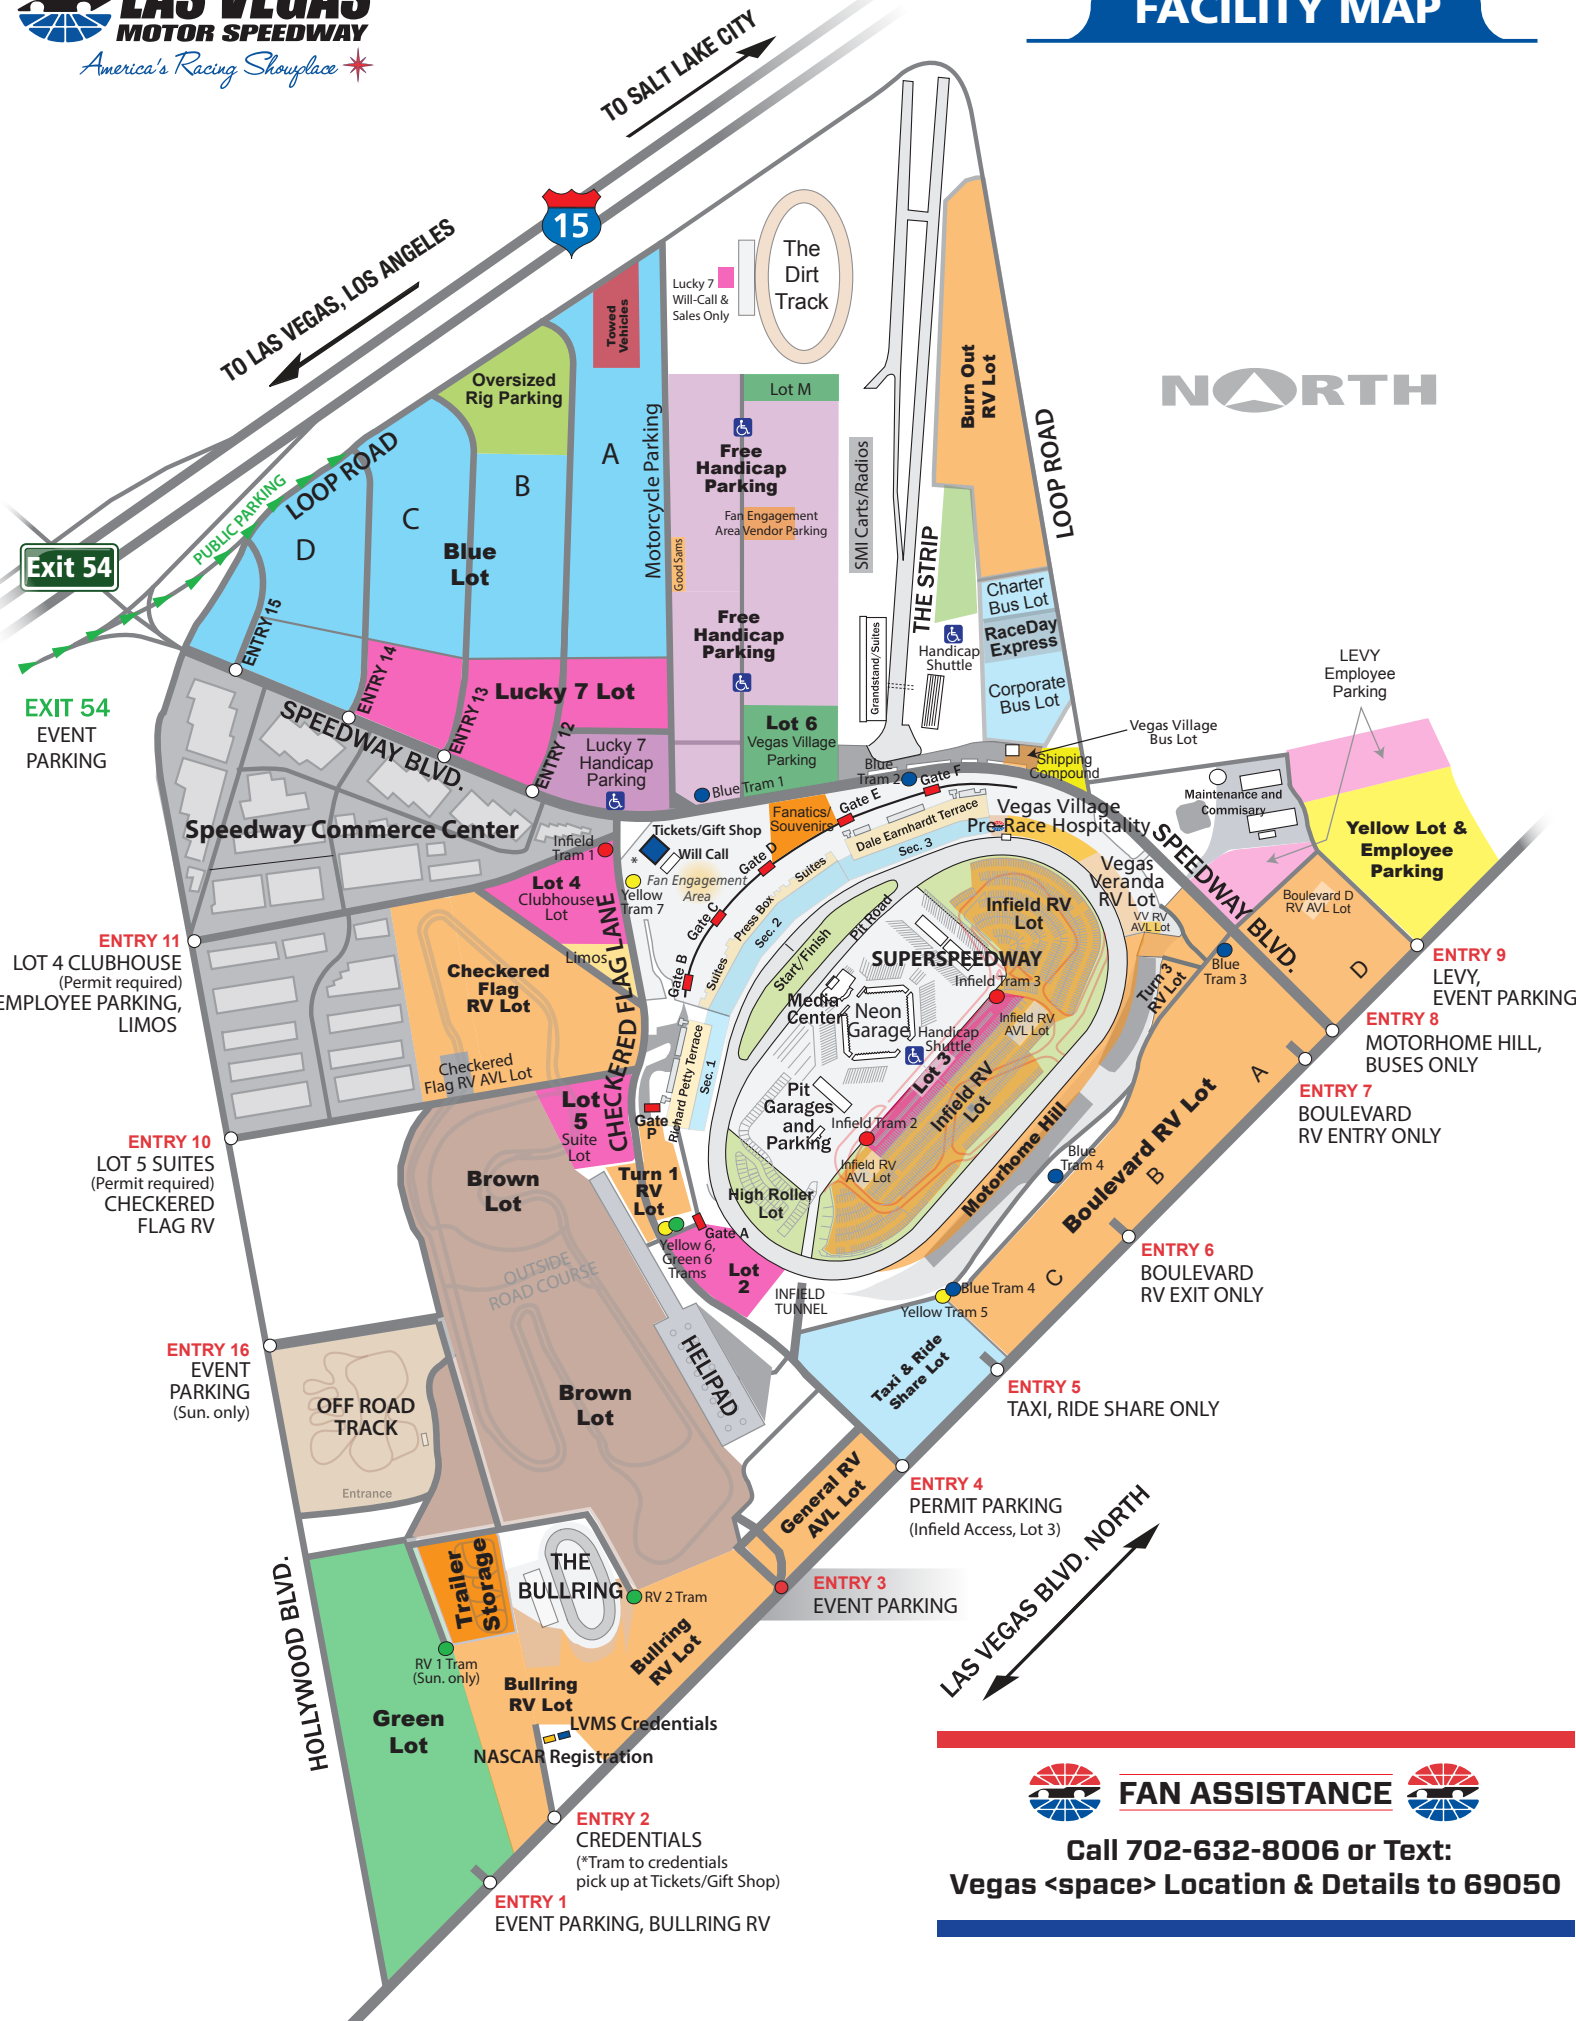 LAS VEGAS
MOTOR SPEEDWAY
America's Racing Showplace
FACILITY MAP
TO SALT LAKE CITY
15
TO LAS VEGAS, LOS ANGELES
The
Dirt
Track
Lucky 7
Will-Call &
Sales Only
Towed
Vehicles
Oversized
Rig Parking
Burn Out
RV Lot
NORTH
Lot M
LOOP ROAD
LOOP ROAD
PUBLIC PARKING
Motorcycle Parking
A
B
C
D
Blue
Lot
Free
Handicap
Parking
Fan Engagement
Area Vendor Parking
Good Sams
SMI Carts/Radios
THE STRIP
Exit 54
Charter
Bus Lot
RaceDay
Express
Corporate
Bus Lot
Handicap
Shuttle
Grandstand/Suites
Free
Handicap
Parking
ENTRY 15
ENTRY 14
ENTRY 13
ENTRY 12
Lucky 7 Lot
LEVY
Employee
Parking
EXIT 54
EVENT
PARKING
SPEEDWAY BLVD.
Lucky 7
Handicap
Parking
Lot 6
Vegas Village
Parking
Vegas Village
Bus Lot
Shipping
Compound
Blue
Tram 2
Blue Tram 1
Gate F
Gate E
Gate D
Gate C
Gate B
Maintenance and
Commisary
Vegas Village
Pre-Race Hospitality
Fanatics/
Souvenirs
Dale Earnhardt Terrace
Sec. 3
Speedway Commerce Center
Tickets/Gift Shop
Will Call
*
Infield
Tram 1
Fan Engagement
Area
Yellow
Tram 7
Suites
Press Box
Sec. 2
Suites
Yellow Lot &
Employee
Parking
SPEEDWAY BLVD.
Vegas
Veranda
RV Lot
VV RV
AVL Lot
Boulevard D
RV AVL Lot
Lot 4
Clubhouse
Lot
Limos
CHECKERED FLAG LANE
Pit Road
Start/Finish
Infield RV
Lot
SUPERSPEEDWAY
Infield Tram 3
Media
Center
Neon
Garage
Handicap
Shuttle
Infield RV
AVL Lot
Lot 3
Infield RV
Lot
Turn 3
RV Lot
Blue
Tram 3
D
ENTRY 11
LOT 4 CLUBHOUSE
(Permit required)
EMPLOYEE PARKING,
LIMOS
Checkered
Flag
RV Lot
Checkered
Flag RV AVL Lot
ENTRY 9
LEVY,
EVENT PARKING
ENTRY 8
MOTORHOME HILL,
BUSES ONLY
ENTRY 7
BOULEVARD
RV ENTRY ONLY
Richard Petty Terrace
Sec. 1
Lot
5
Suite
Lot
Gate
P
Pit
Garages
and
Parking
Infield Tram 2
Infield RV
AVL Lot
Motorhome Hill
Blue
Tram 4
Boulevard RV Lot
A
B
C
ENTRY 10
LOT 5 SUITES
(Permit required)
CHECKERED
FLAG RV
Brown
Lot
Turn 1
RV
Lot
High Roller
Lot
Gate A
Yellow 6,
Green 6
Trams
Lot
2
INFIELD
TUNNEL
Blue Tram 4
Yellow Tram 5
ENTRY 6
BOULEVARD
RV EXIT ONLY
OUTSIDE
ROAD COURSE
HELIPAD
Taxi & Ride
Share Lot
ENTRY 16
EVENT
PARKING
(Sun. only)
OFF ROAD
TRACK
Entrance
Brown
Lot
ENTRY 5
TAXI, RIDE SHARE ONLY
General RV
AVL Lot
ENTRY 4
PERMIT PARKING
(Infield Access, Lot 3)
LAS VEGAS BLVD. NORTH
HOLLYWOOD BLVD.
Trailer
Storage
THE
BULLRING
RV 2 Tram
ENTRY 3
EVENT PARKING
RV 1 Tram
(Sun. only)
Bullring
RV Lot
Bullring
RV Lot
Green
Lot
LVMS Credentials
NASCAR Registration
ENTRY 2
CREDENTIALS
(*Tram to credentials
pick up at Tickets/Gift Shop)
ENTRY 1
EVENT PARKING, BULLRING RV
FAN ASSISTANCE
Call 702-632-8006 or Text:
Vegas <space> Location & Details to 69050